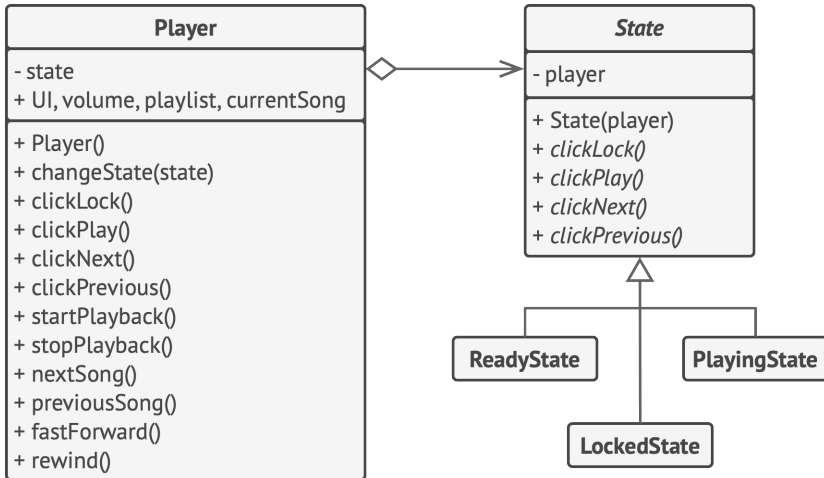 Player
- state
+ UI, volume, playlist, currentSong
+ Player()
+ changeState(state)
+ clickLock()
+ clickPlay()
+ clickNext()
+ clickPrevious()
+ startPlayback()
+ stopPlayback()
+ nextSong()
+ previousSong()
+ fastForward()
+ rewind()
State
- player
+ State(player)
+ clickLock()
+ clickPlay()
+ clickNext()
+ clickPrevious()
ReadyState
PlayingState
LockedState